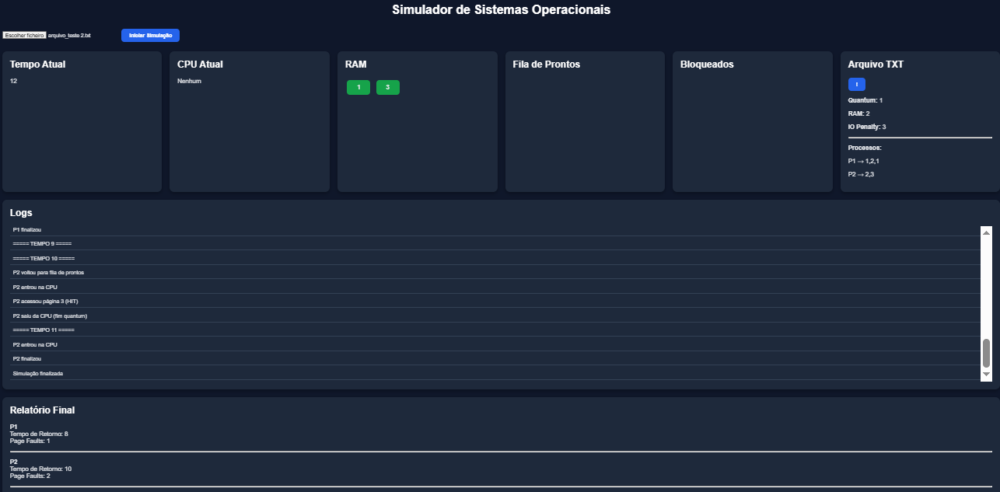 Simulador de Sistemas Operacionais
Escolher ficheiro arquivo_teste 2.txt
Iniciar Simulação
Tempo Atual
12
CPU Atual
Nenhum
RAM
1
3
Fila de Prontos
Bloqueados
Arquivo TXT
!
Quantum: 1
RAM: 2
IO Penalty: 3
Processos:
P1 → 1,2,1
P2 → 2,3
Logs
P1 finalizou
===== TEMPO 9 =====
===== TEMPO 10 =====
P2 voltou para fila de prontos
P2 entrou na CPU
P2 acessou página 3 (HIT)
P2 saiu da CPU (fim quantum)
===== TEMPO 11 =====
P2 entrou na CPU
P2 finalizou
Simulação finalizada
Relatório Final
P1
Tempo de Retorno: 8
Page Faults: 1
P2
Tempo de Retorno: 10
Page Faults: 2